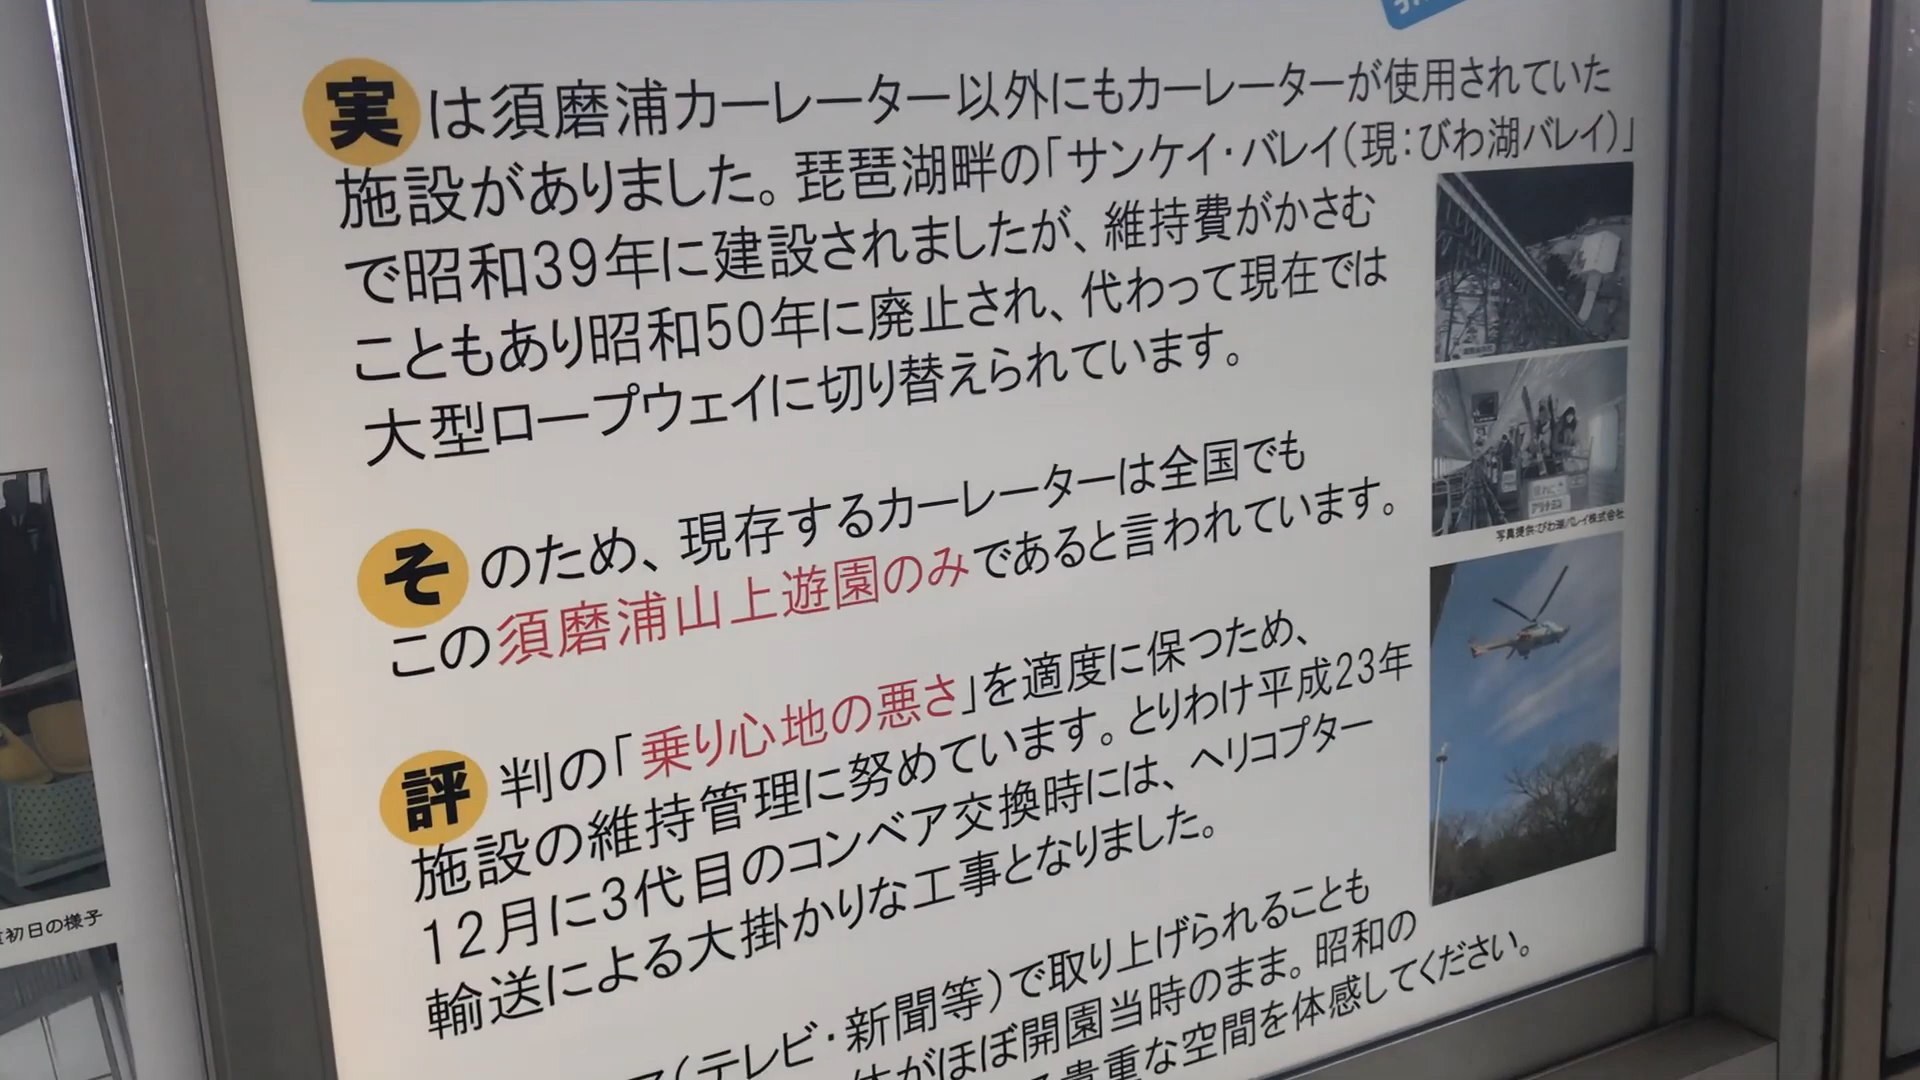 実は須磨浦カーレーター以外にもカーレーターが使用されていた
施設がありました。琵琶湖畔の「サンケイ・バレイ(現:びわ湖バレイ)」
で昭和39年に建設されましたが、維持費がかさむ
こともあり昭和50年に廃止され、代わって現在では
大型ロープウェイに切り替えられています。
写真提供:びわ湖バレイ株式会社
そのため、現存するカーレーターは全国でも
この須磨浦山上遊園のみであると言われています。
評判の「乗り心地の悪さ」を適度に保つため、
施設の維持管理に努めています。とりわけ平成23年
12月に3代目のコンベア交換時には、ヘリコプター
輸送による大掛かりな工事となりました。
(テレビ・新聞等)で取り上げられることも
がほぼ開園当時のまま。昭和の
貴重な空間を体感してください。
初日の様子